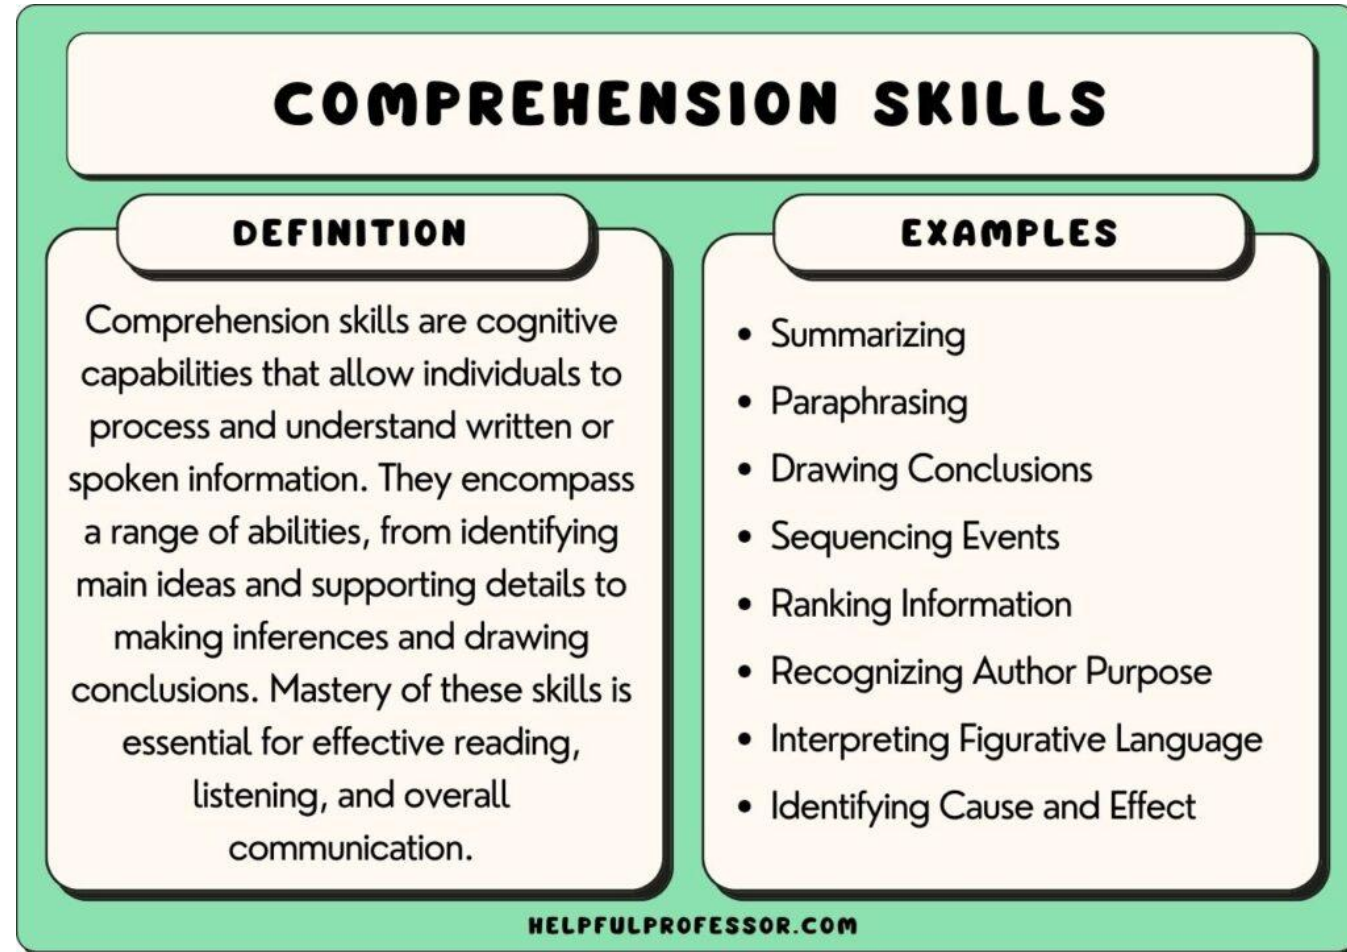 COMPREHENSION SKILLS
DEFINITION
Comprehension skills are cognitive
capabilities that allow individuals to
process and understand written or
spoken information. They encompass
a range of abilities, from identifying
main ideas and supporting details to
making inferences and drawing
conclusions. Mastery of these skills is
essential for effective reading,
listening, and overall
communication.
EXAMPLES
• Summarizing
• Paraphrasing
• Drawing Conclusions
• Sequencing Events
• Ranking Information
• Recognizing Author Purpose
• Interpreting Figurative Language
• Identifying Cause and Effect
HELPFULPROFESSOR.COM